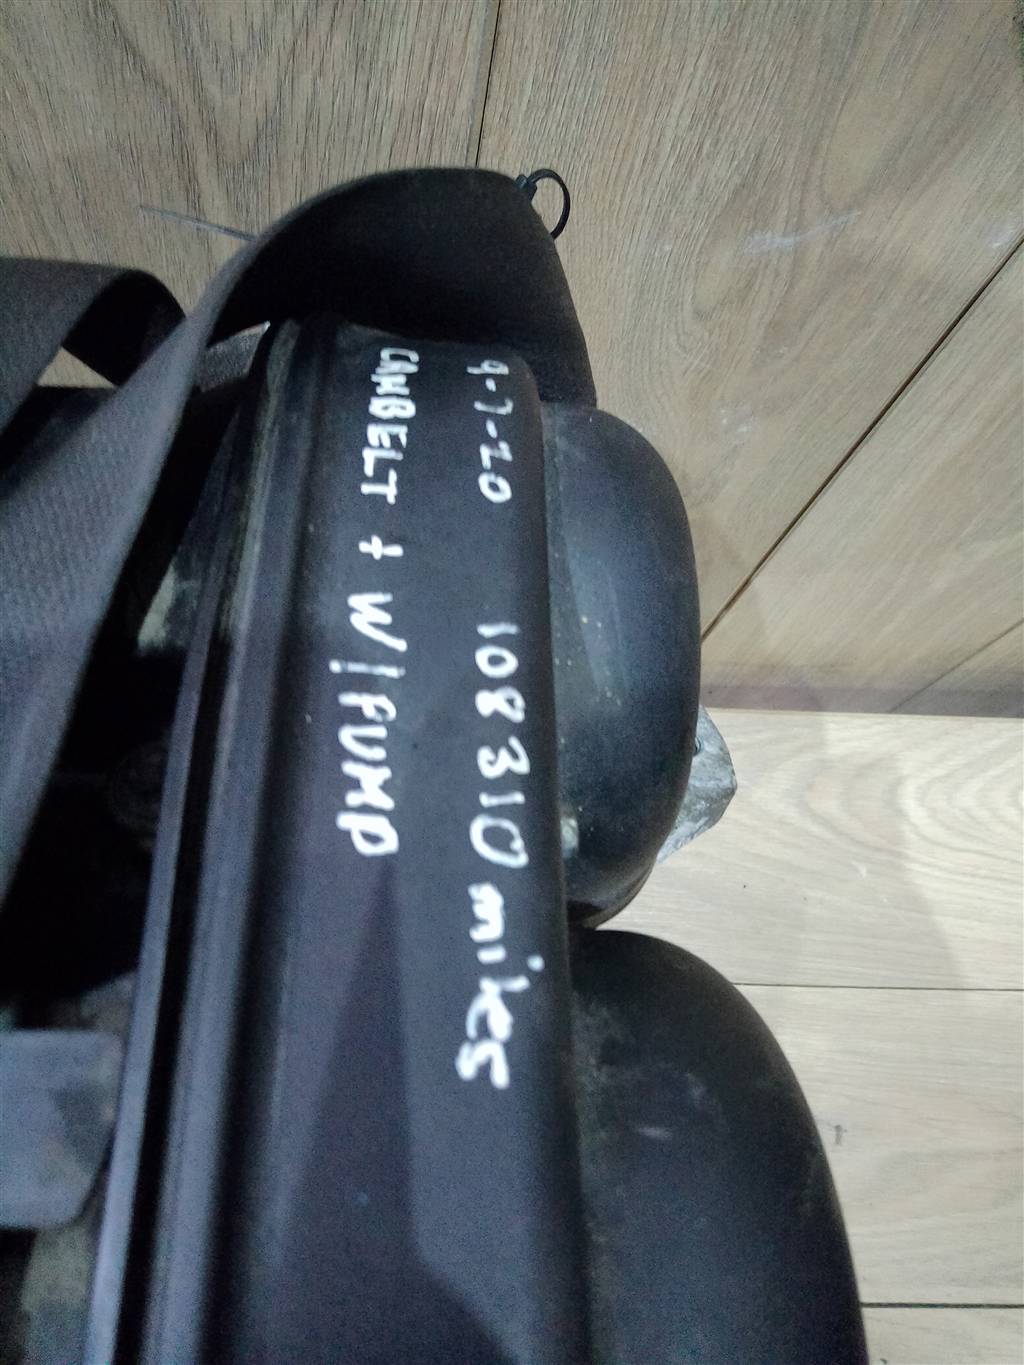 9-7-20 108310 miles
CAMBELT + W/PUMP